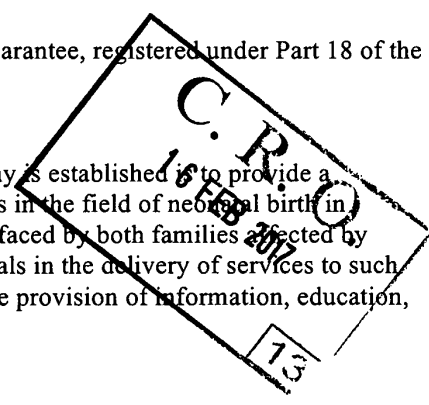 arantee, registered under Part 18 of the
C. R. O.
16 FEB 2017
y is established is to provide a
s in the field of neonatal birth in
faced by both families affected by
als in the delivery of services to such
e provision of information, education,
13